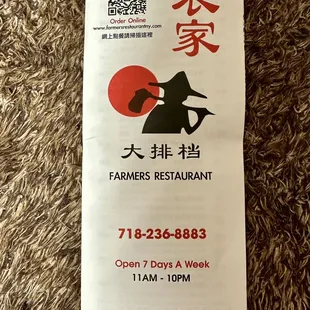 Order Online
www.farmersrestaurantny.com
網上點餐請掃描這裡
農家
大排档
FARMERS RESTAURANT
718-236-8883
Open 7 Days A Week
11AM - 10PM